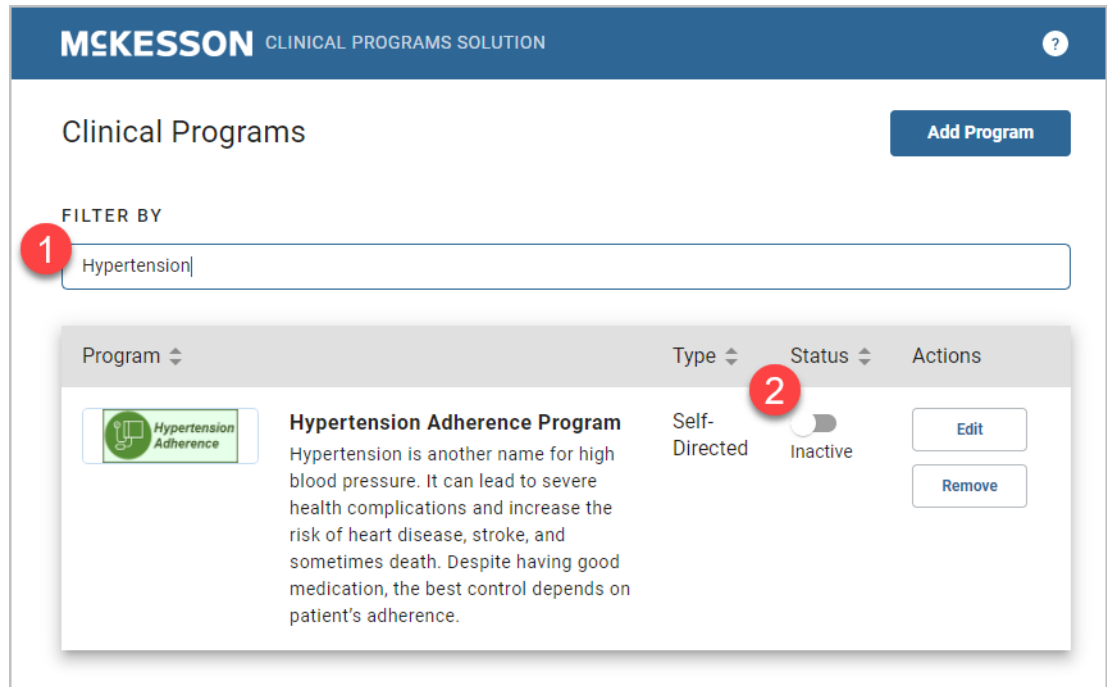 MCKESSON CLINICAL PROGRAMS SOLUTION ?
Clinical Programs
Add Program
FILTER BY
1
Hypertension
Program
Type
Status
Actions
2
Hypertension
Adherence
Hypertension Adherence Program
Hypertension is another name for high
blood pressure. It can lead to severe
health complications and increase the
risk of heart disease, stroke, and
sometimes death. Despite having good
medication, the best control depends on
patient’s adherence.
Self-
Directed
Inactive
Edit
Remove